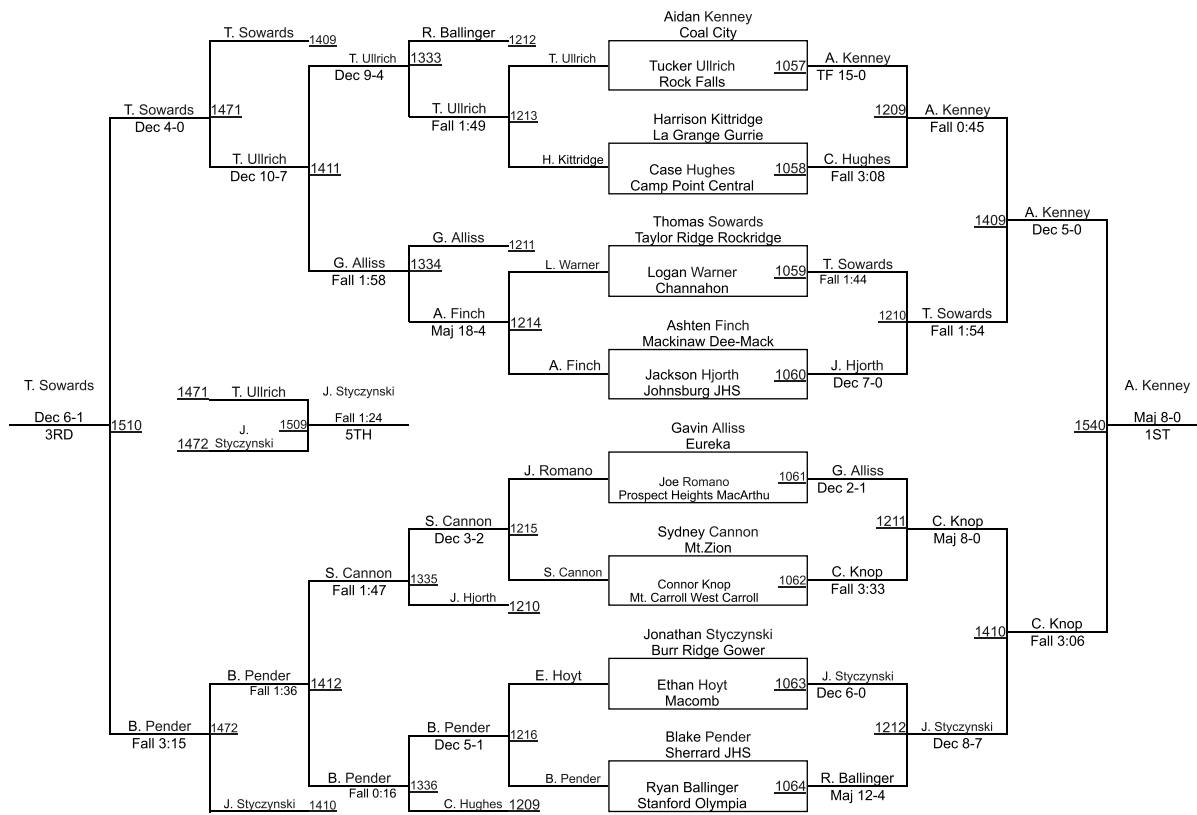 Aidan Kenney
Coal City
T. Sowards
1409
R. Ballinger
1212
T. Ullrich
Dec 9-4
1333
T. Ullrich
Tucker Ullrich
Rock Falls
1057
A. Kenney
TF 15-0
T. Sowards
Dec 4-0
1471
T. Ullrich
Fall 1:49
1213
Harrison Kittridge
La Grange Gurrie
1209
A. Kenney
Fall 0:45
T. Ullrich
Dec 10-7
1411
H. Kittridge
Case Hughes
Camp Point Central
1058
C. Hughes
Fall 3:08
Thomas Sowards
Taylor Ridge Rockridge
1409
A. Kenney
Dec 5-0
G. Alliss
1211
G. Alliss
Fall 1:58
1334
L. Warner
Logan Warner
Channahon
1059
T. Sowards
Fall 1:44
A. Finch
Maj 18-4
1214
Ashten Finch
Mackinaw Dee-Mack
1210
T. Sowards
Fall 1:54
A. Finch
Jackson Hjorth
Johnsburg JHS
1060
J. Hjorth
Dec 7-0
T. Sowards
Dec 6-1
3RD
1510
1471
T. Ullrich
J. Styczynski
1509
Fall 1:24
5TH
1472
J.
Styczynski
A. Kenney
1540
Maj 8-0
1ST
Gavin Alliss
Eureka
J. Romano
Joe Romano
Prospect Heights MacArthu
1061
G. Alliss
Dec 2-1
S. Cannon
Dec 3-2
1215
Sydney Cannon
Mt.Zion
1211
C. Knop
Maj 8-0
S. Cannon
Fall 1:47
1335
S. Cannon
Connor Knop
Mt. Carroll West Carroll
1062
C. Knop
Fall 3:33
J. Hjorth
1210
Jonathan Styczynski
Burr Ridge Gower
1410
C. Knop
Fall 3:06
B. Pender
Fall 1:36
1412
E. Hoyt
Ethan Hoyt
Macomb
1063
J. Styczynski
Dec 6-0
B. Pender
Fall 3:15
1472
B. Pender
Dec 5-1
1216
Blake Pender
Sherrard JHS
1212
J. Styczynski
Dec 8-7
B. Pender
Fall 0:16
1336
B. Pender
Ryan Ballinger
Stanford Olympia
1064
R. Ballinger
Maj 12-4
J. Styczynski
1410
C. Hughes
1209